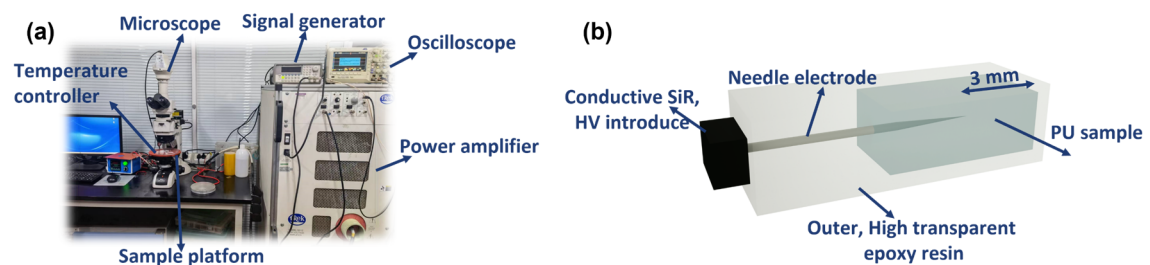 (a)
Microscope
Signal generator
Oscilloscope
Temperature
controller
Power amplifier
Sample platform
(b)
Needle electrode
3 mm
Conductive SiR,
HV introduce
PU sample
Outer, High transparent
epoxy resin